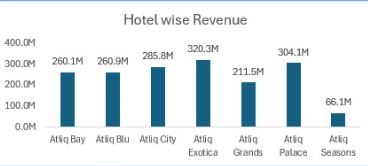 Hotel wise Revenue
400.0M
300.0M
200.0M
100.0M
0.0M
260.1M
260.9M
285.8M
320.3M
211.5M
304.1M
66.1M
Atliq Bay
Atliq Blu
Atliq City
Atliq
Exotica
Atliq
Grands
Atliq
Palace
Atliq
Seasons